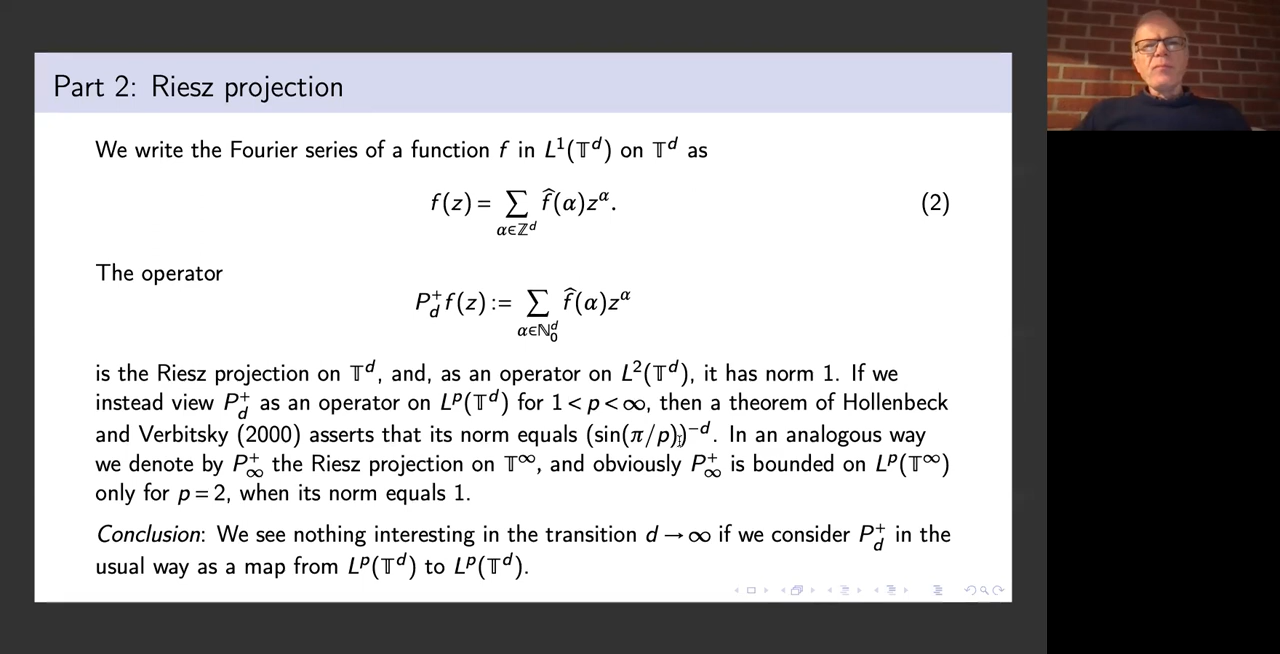 Part 2: Riesz projection
We write the Fourier series of a function f in L¹(𝕋ᵈ) on 𝕋ᵈ as
f(z) = ∑_{α∈ℤᵈ} f̂(α)z^α. (2)
The operator
P_d^+ f(z) := ∑_{α∈ℕ₀ᵈ} f̂(α)z^α
is the Riesz projection on 𝕋ᵈ, and, as an operator on L²(𝕋ᵈ), it has norm 1. If we
instead view P_d^+ as an operator on Lᵖ(𝕋ᵈ) for 1 < p < ∞, then a theorem of Hollenbeck
and Verbitsky (2000) asserts that its norm equals (sin(π/p))^{−d}. In an analogous way
we denote by P_∞^+ the Riesz projection on 𝕋^∞, and obviously P_∞^+ is bounded on Lᵖ(𝕋^∞)
only for p = 2, when its norm equals 1.
Conclusion: We see nothing interesting in the transition d → ∞ if we consider P_d^+ in the
usual way as a map from Lᵖ(𝕋ᵈ) to Lᵖ(𝕋ᵈ).